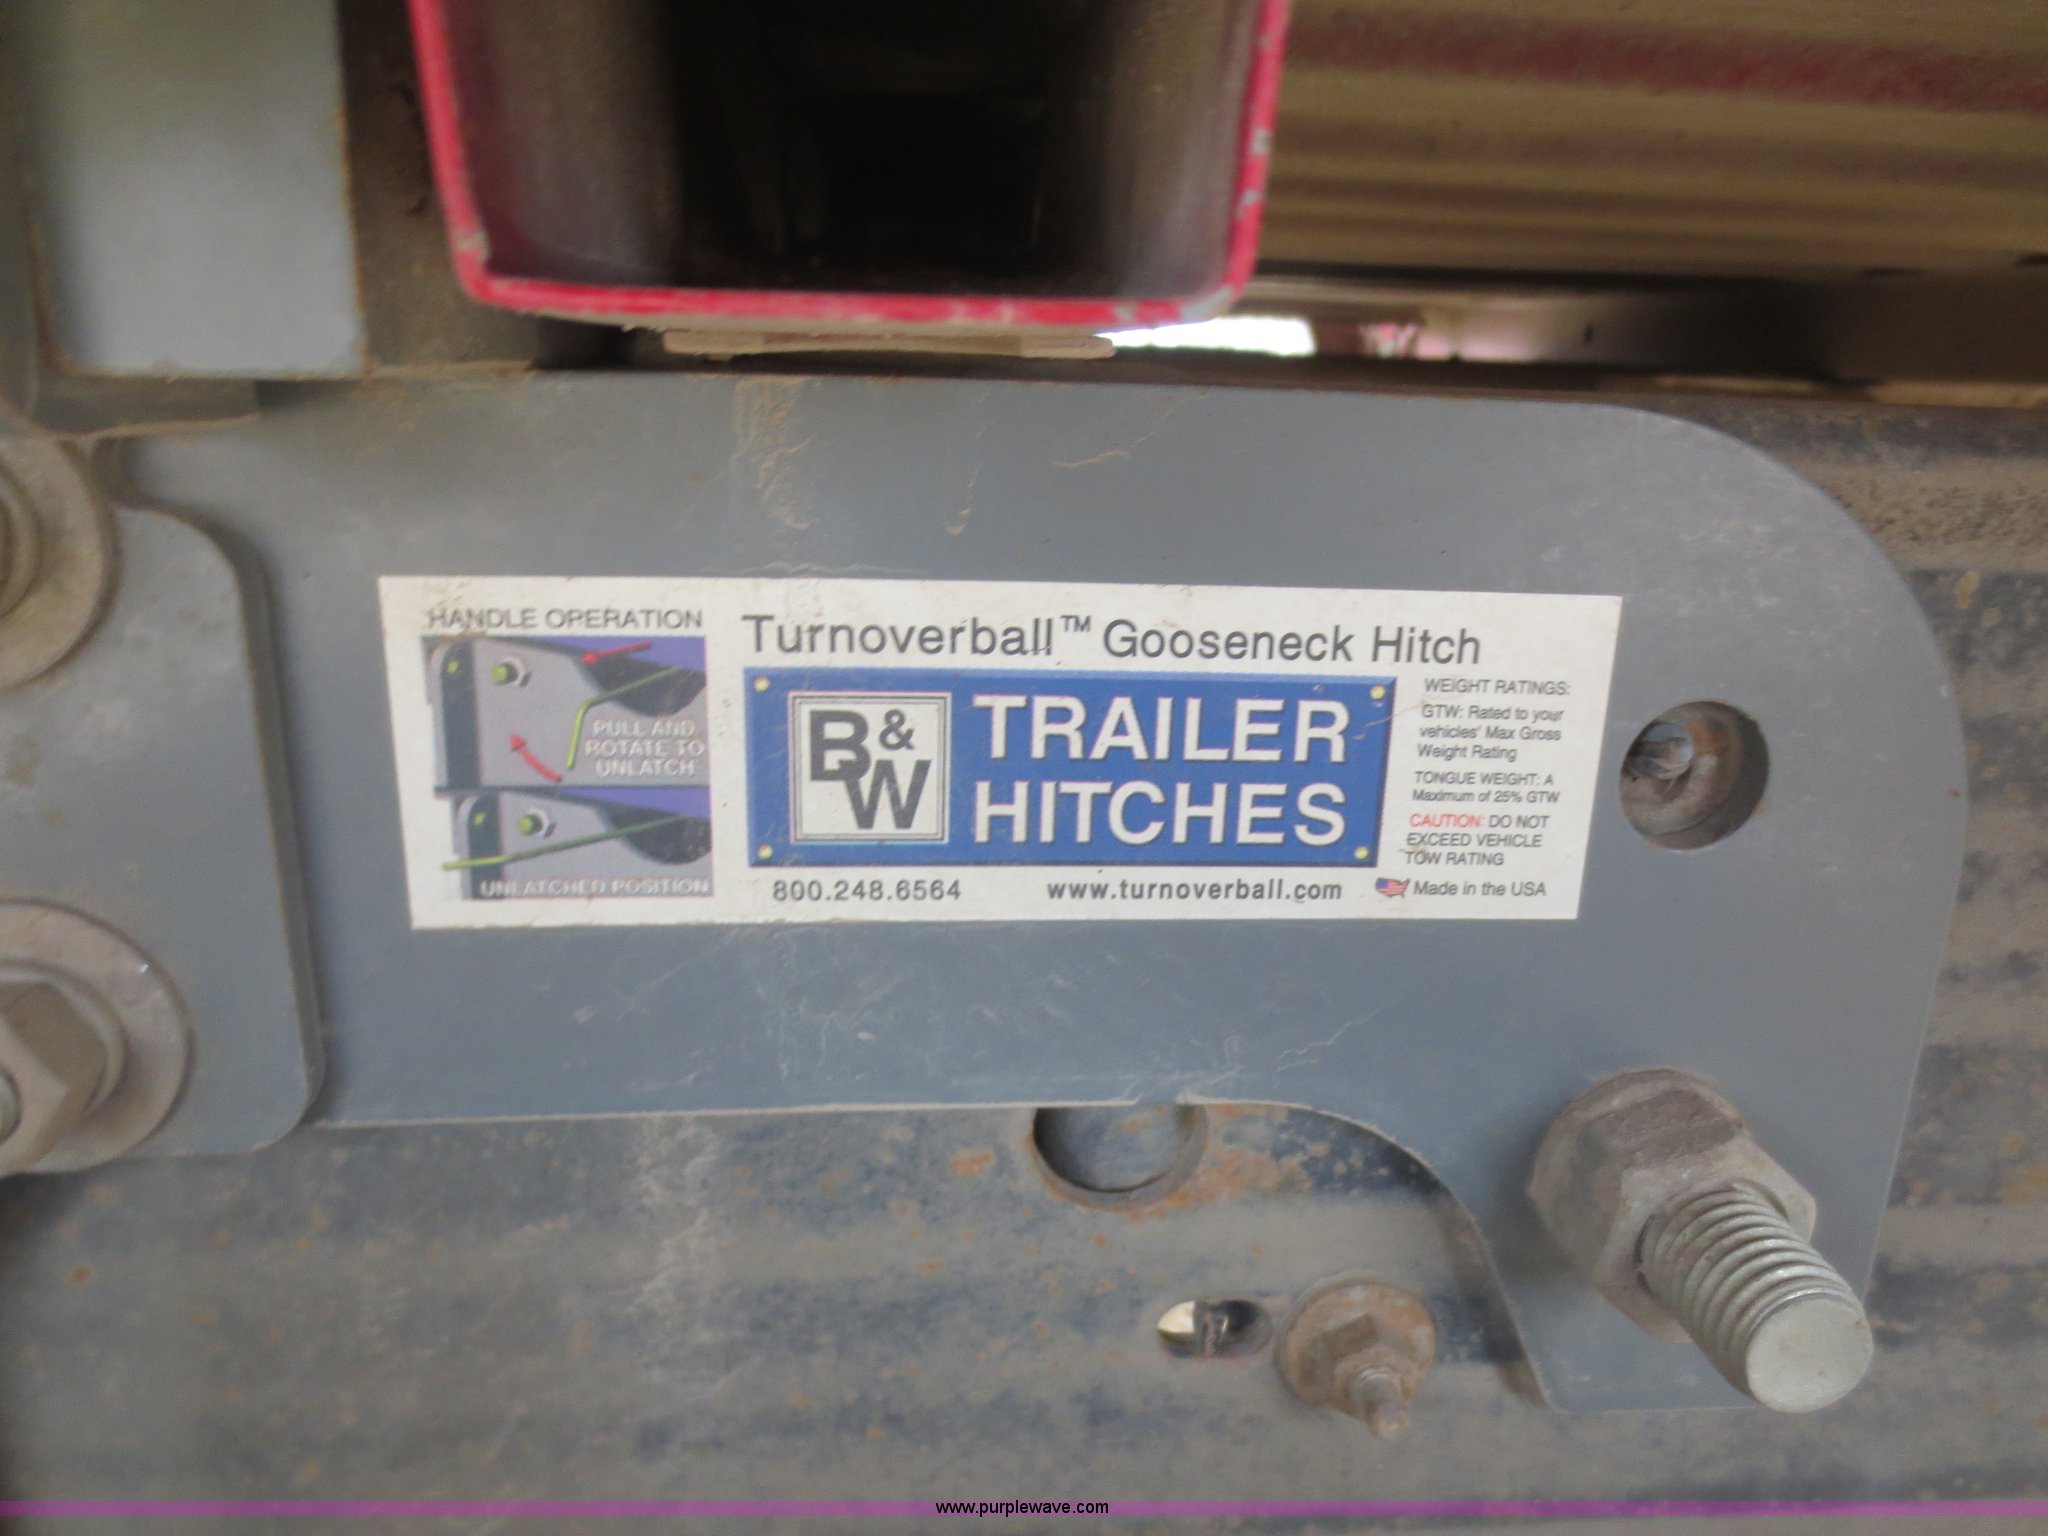 HANDLE OPERATION
PULL AND
ROTATE TO
UNLATCH
UNLATCHED POSITION
Turnoverball™ Gooseneck Hitch
B&W
TRAILER
HITCHES
WEIGHT RATINGS:
GTW: Rated to your
vehicles' Max Gross
Weight Rating
TONGUE WEIGHT: A
Maximum of 25% GTW
CAUTION: DO NOT
EXCEED VEHICLE
TOW RATING
800.248.6564
www.turnoverball.com
Made in the USA
www.purplewave.com